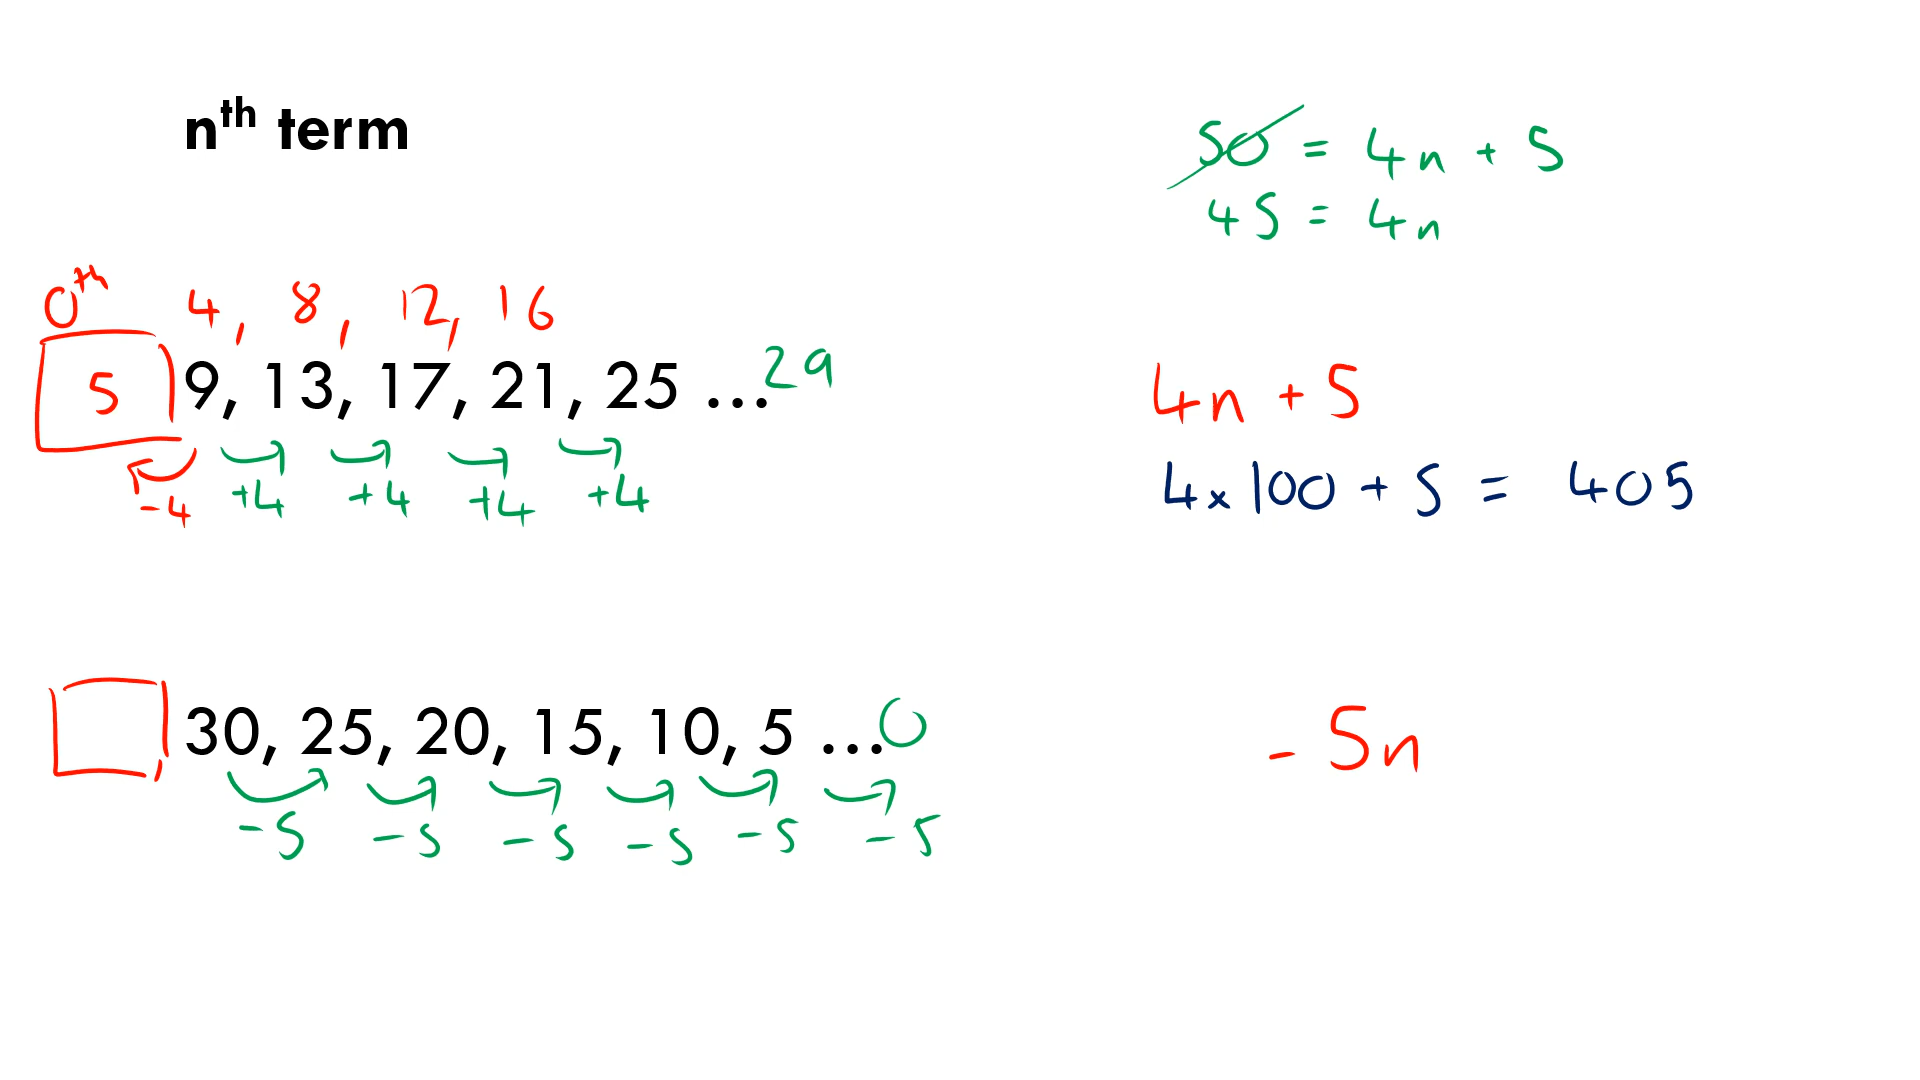 nth term
50 = 4n + 5
45 = 4n
0th 4, 8, 12, 16
5 9, 13, 17, 21, 25 ... 29
-4 +4 +4 +4 +4
4n + 5
4 x 100 + 5 = 405
30, 25, 20, 15, 10, 5 ... 0
-5 -5 -5 -5 -5 -5
- 5n